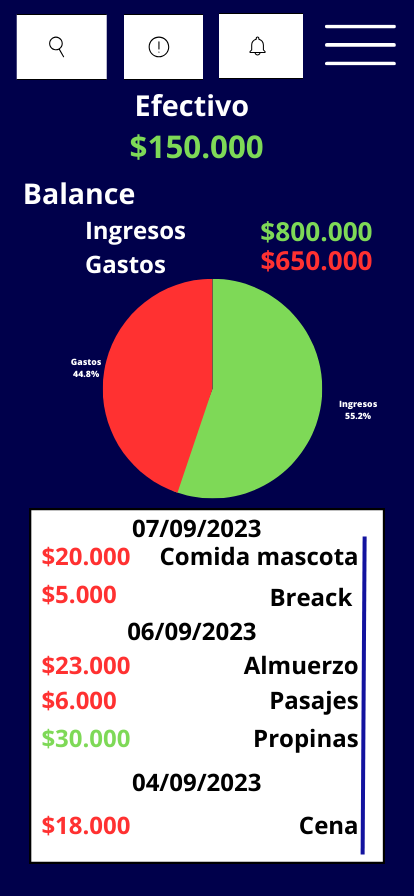 Efectivo
$150.000
Balance
Ingresos $800.000
Gastos $650.000
Gastos
44.8%
Ingresos
55.2%
07/09/2023
$20.000 Comida mascota
$5.000 Breack
06/09/2023
$23.000 Almuerzo
$6.000 Pasajes
$30.000 Propinas
04/09/2023
$18.000 Cena